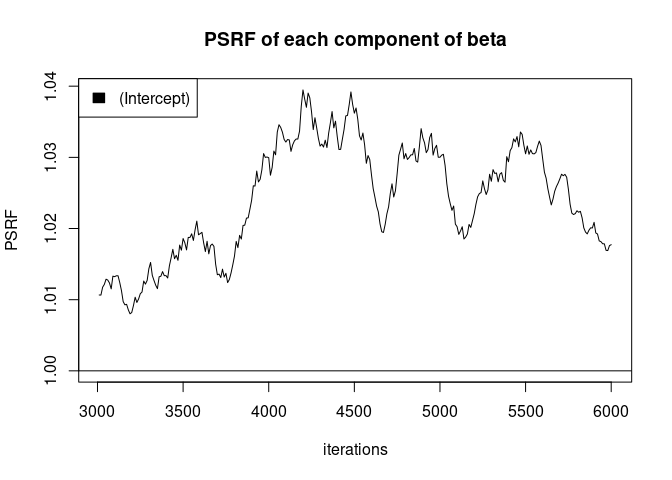 PSRF of each component of beta
(Intercept)
PSRF
1.04
1.03
1.02
1.01
1.00
3000 3500 4000 4500 5000 5500 6000
iterations